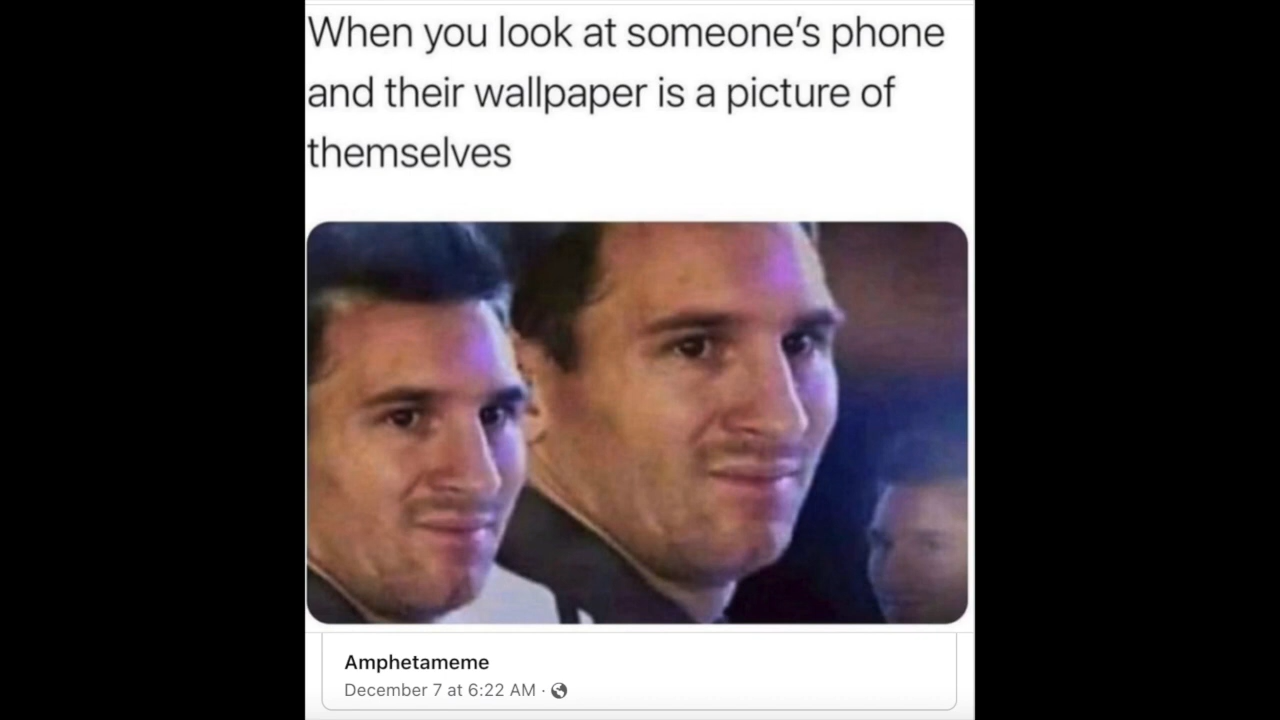 When you look at someone’s phone
and their wallpaper is a picture of
themselves
Amphetameme
December 7 at 6:22 AM ·